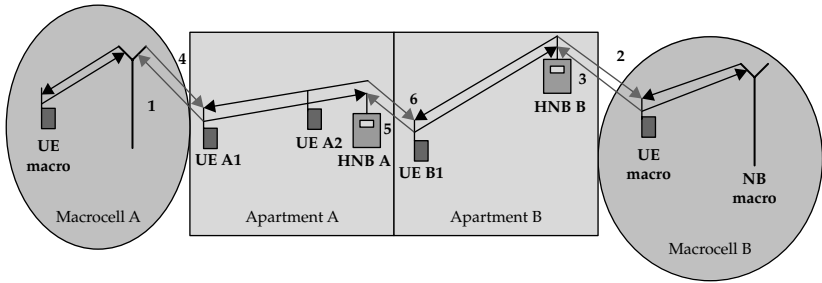 4
2
1
6
3
5
HNB B
UE
macro
UE A1
UE A2
HNB A
UE B1
UE
macro
NB
macro
Macrocell A
Apartment A
Apartment B
Macrocell B